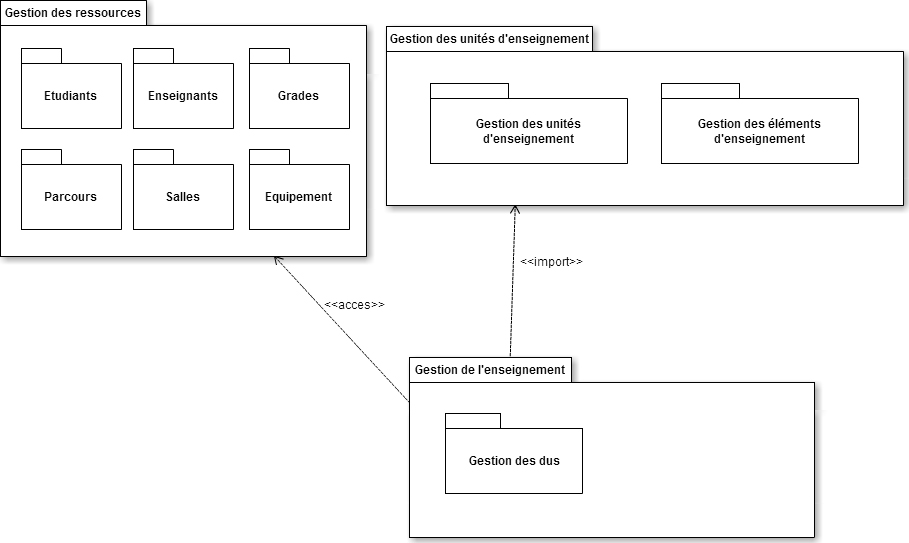 Gestion des ressources
Etudiants
Enseignants
Grades
Parcours
Salles
Equipement
Gestion des unités d'enseignement
Gestion des unités
d'enseignement
Gestion des éléments
d'enseignement
<<import>>
<<acces>>
Gestion de l'enseignement
Gestion des dus